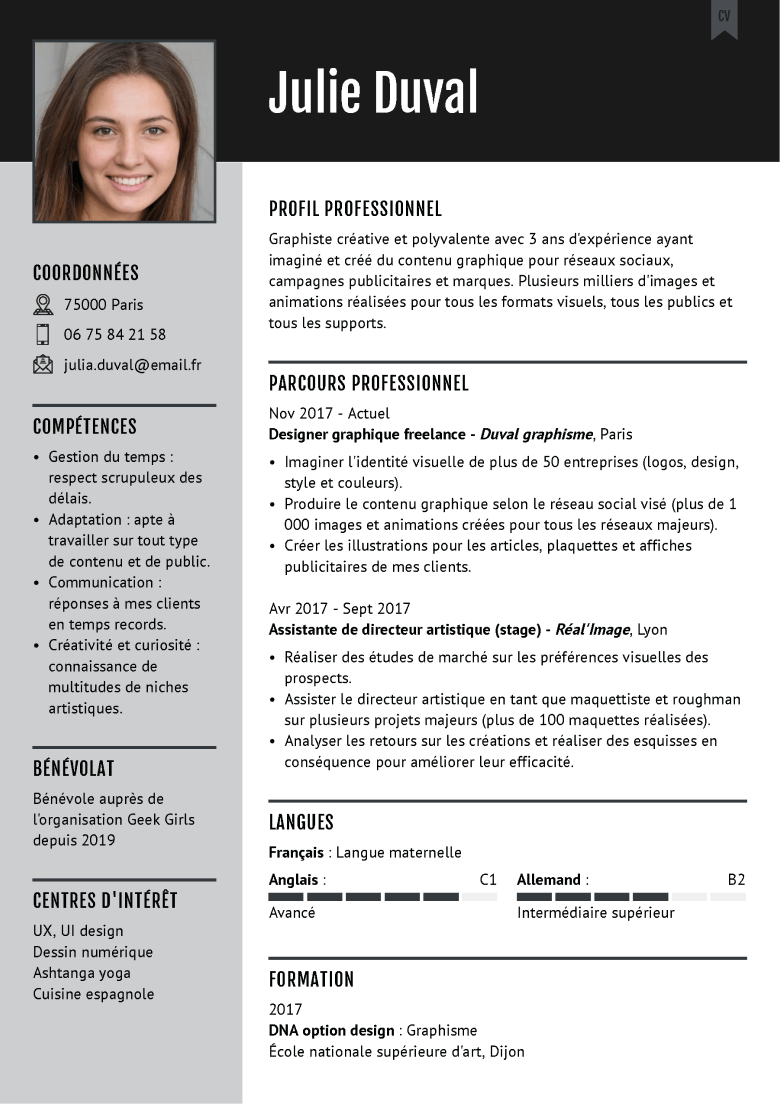 CV
Julie Duval
COORDONNÉES
75000 Paris
06 75 84 21 58
julia.duval@email.fr
COMPÉTENCES
• Gestion du temps :
respect scrupuleux des
délais.
• Adaptation : apte à
travailler sur tout type
de contenu et de public.
• Communication :
réponses à mes clients
en temps records.
• Créativité et curiosité :
connaissance de
multitudes de niches
artistiques.
BÉNÉVOLAT
Bénévole auprès de
l'organisation Geek Girls
depuis 2019
CENTRES D'INTÉRÊT
UX, UI design
Dessin numérique
Ashtanga yoga
Cuisine espagnole
PROFIL PROFESSIONNEL
Graphiste créative et polyvalente avec 3 ans d'expérience ayant
imaginé et créé du contenu graphique pour réseaux sociaux,
campagnes publicitaires et marques. Plusieurs milliers d'images et
animations réalisées pour tous les formats visuels, tous les publics et
tous les supports.
PARCOURS PROFESSIONNEL
Nov 2017 - Actuel
Designer graphique freelance - Duval graphisme, Paris
• Imaginer l'identité visuelle de plus de 50 entreprises (logos, design,
style et couleurs).
• Produire le contenu graphique selon le réseau social visé (plus de 1
000 images et animations créées pour tous les réseaux majeurs).
• Créer les illustrations pour les articles, plaquettes et affiches
publicitaires de mes clients.
Avr 2017 - Sept 2017
Assistante de directeur artistique (stage) - Réal'Image, Lyon
• Réaliser des études de marché sur les préférences visuelles des
prospects.
• Assister le directeur artistique en tant que maquettiste et roughman
sur plusieurs projets majeurs (plus de 100 maquettes réalisées).
• Analyser les retours sur les créations et réaliser des esquisses en
conséquence pour améliorer leur efficacité.
LANGUES
Français : Langue maternelle
Anglais : C1
Avancé
Allemand : B2
Intermédiaire supérieur
FORMATION
2017
DNA option design : Graphisme
École nationale supérieure d'art, Dijon